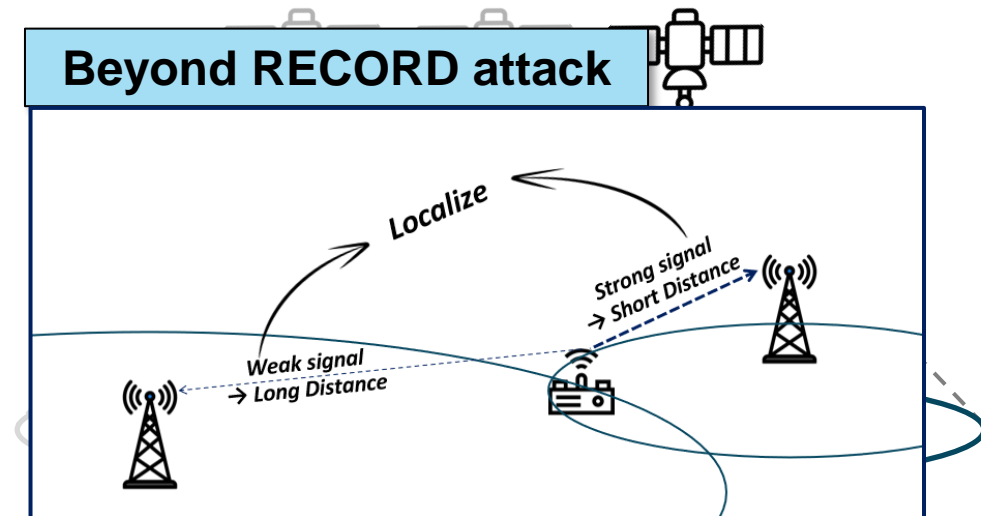 Beyond RECORD attack
Localize
Strong signal
→ Short Distance
Weak signal
→ Long Distance